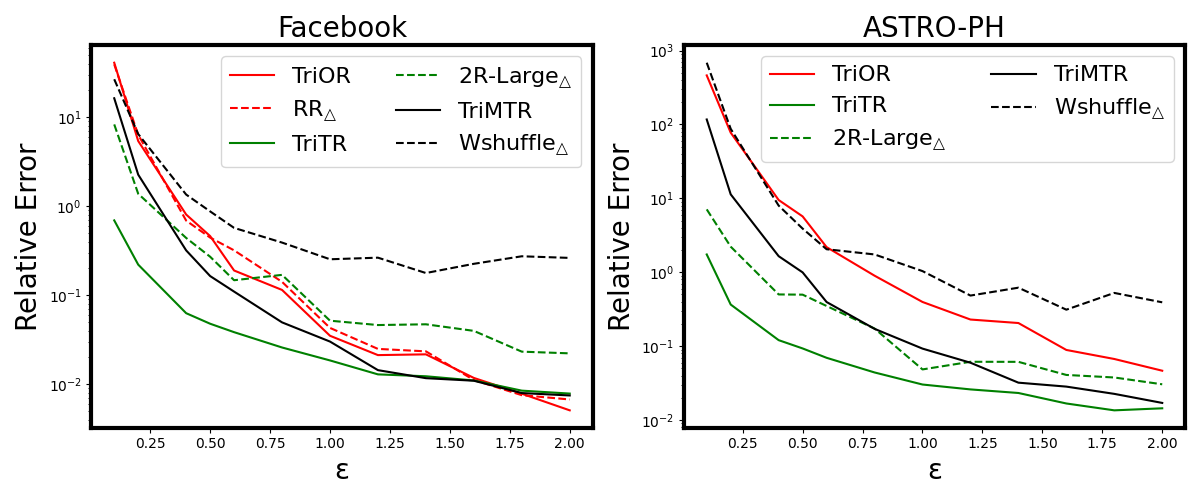 Facebook
Relative Error
10¹
10⁰
10⁻¹
10⁻²
TriOR
RR△
TriTR
2R-Large△
TriMTR
Wshuffle△
0.25 0.50 0.75 1.00 1.25 1.50 1.75 2.00
ε
ASTRO-PH
Relative Error
10³
10²
10¹
10⁰
10⁻¹
10⁻²
TriOR
TriTR
2R-Large△
TriMTR
Wshuffle△
0.25 0.50 0.75 1.00 1.25 1.50 1.75 2.00
ε